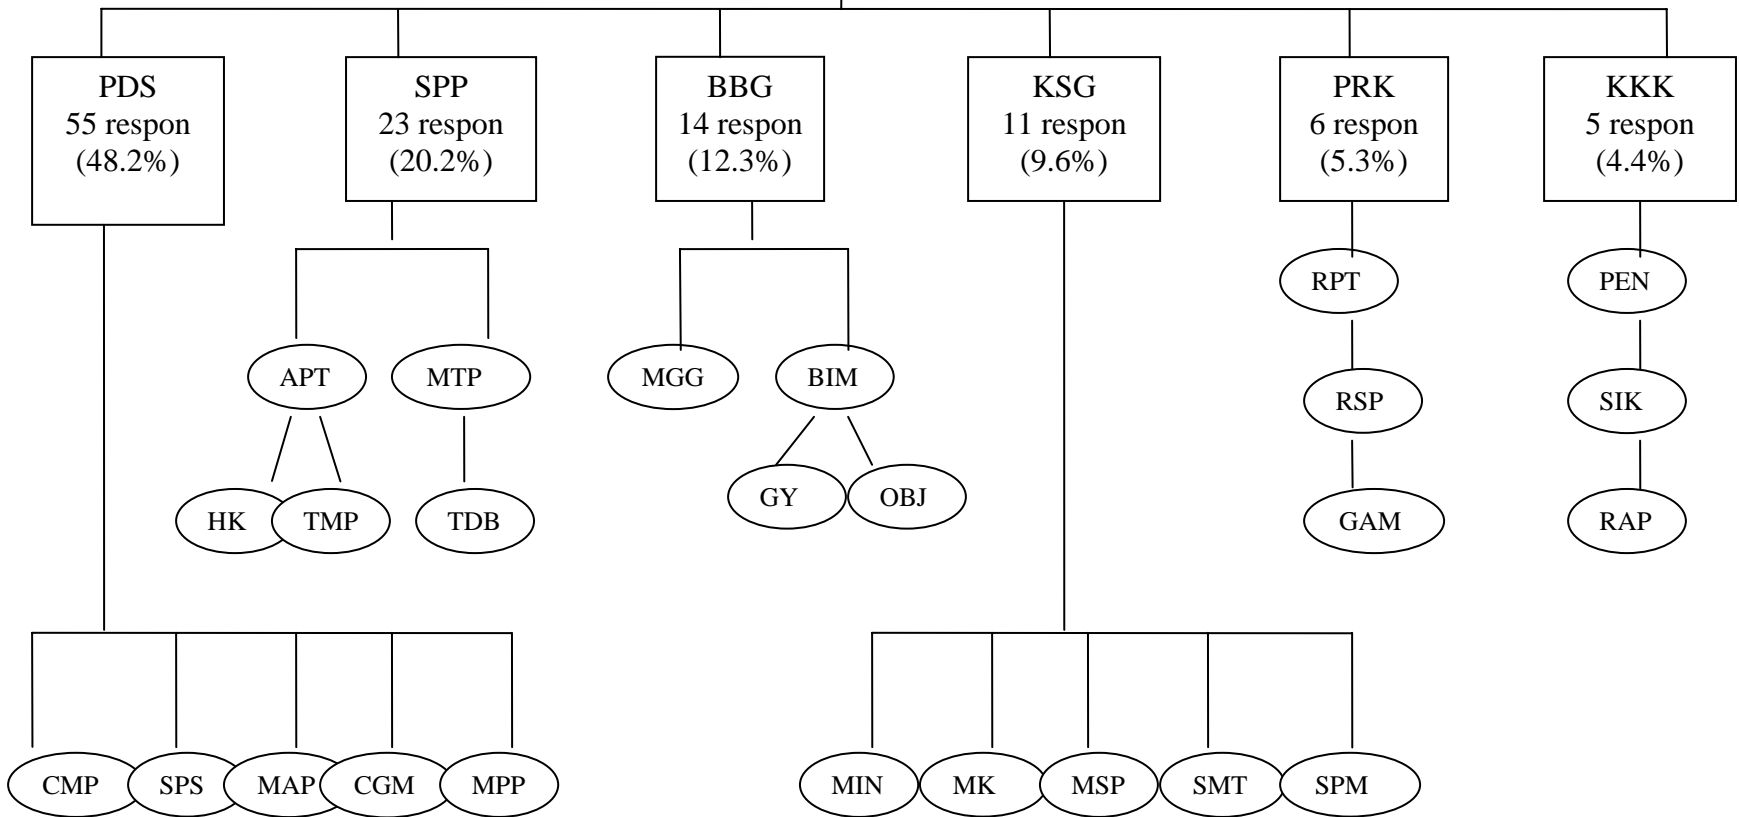 PDS
55 respon
(48.2%)
SPP
23 respon
(20.2%)
BBG
14 respon
(12.3%)
KSG
11 respon
(9.6%)
PRK
6 respon
(5.3%)
KKK
5 respon
(4.4%)
RPT
PEN
APT
MTP
MGG
BIM
RSP
SIK
HK
TMP
TDB
GY
OBJ
GAM
RAP
CMP
SPS
MAP
CGM
MPP
MIN
MK
MSP
SMT
SPM